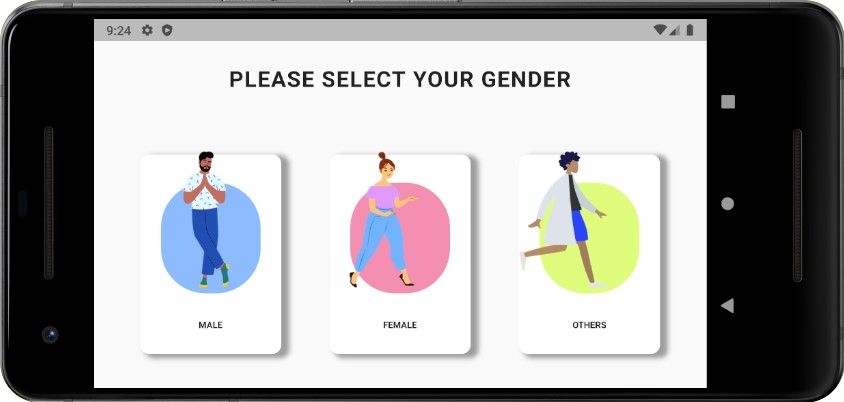 9:24
PLEASE SELECT YOUR GENDER
MALE
FEMALE
OTHERS